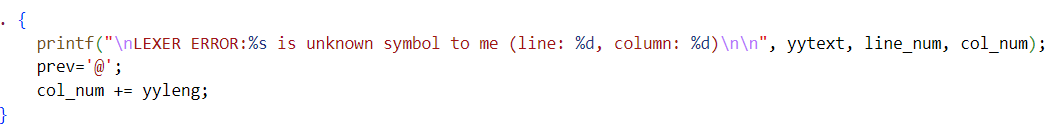 . {
printf("\nLEXER ERROR:%s is unknown symbol to me (line: %d, column: %d)\n\n", yytext, line_num, col_num);
prev='@';
col_num += yyleng;
}